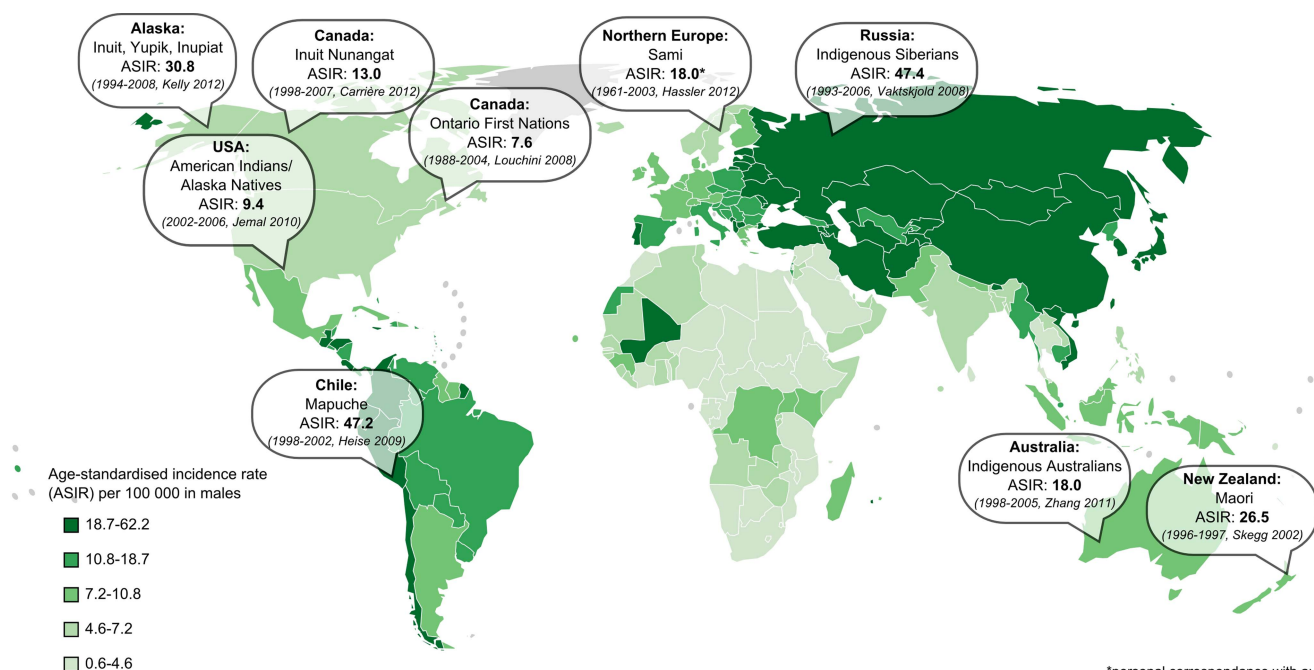 Alaska:
Inuit, Yupik, Inupiat
ASIR: 30.8
(1994-2008, Kelly 2012)
Canada:
Inuit Nunangat
ASIR: 13.0
(1998-2007, Carrière 2012)
Canada:
Ontario First Nations
ASIR: 7.6
(1988-2004, Louchini 2008)
USA:
American Indians/
Alaska Natives
ASIR: 9.4
(2002-2006, Jemal 2010)
Northern Europe:
Sami
ASIR: 18.0*
(1961-2003, Hassler 2012)
Russia:
Indigenous Siberians
ASIR: 47.4
(1993-2006, Vaktskjold 2008)
Chile:
Mapuche
ASIR: 47.2
(1998-2002, Heise 2009)
Australia:
Indigenous Australians
ASIR: 18.0
(1998-2005, Zhang 2011)
New Zealand:
Maori
ASIR: 26.5
(1996-1997, Skegg 2002)
Age-standardised incidence rate
(ASIR) per 100 000 in males
18.7-62.2
10.8-18.7
7.2-10.8
4.6-7.2
0.6-4.6